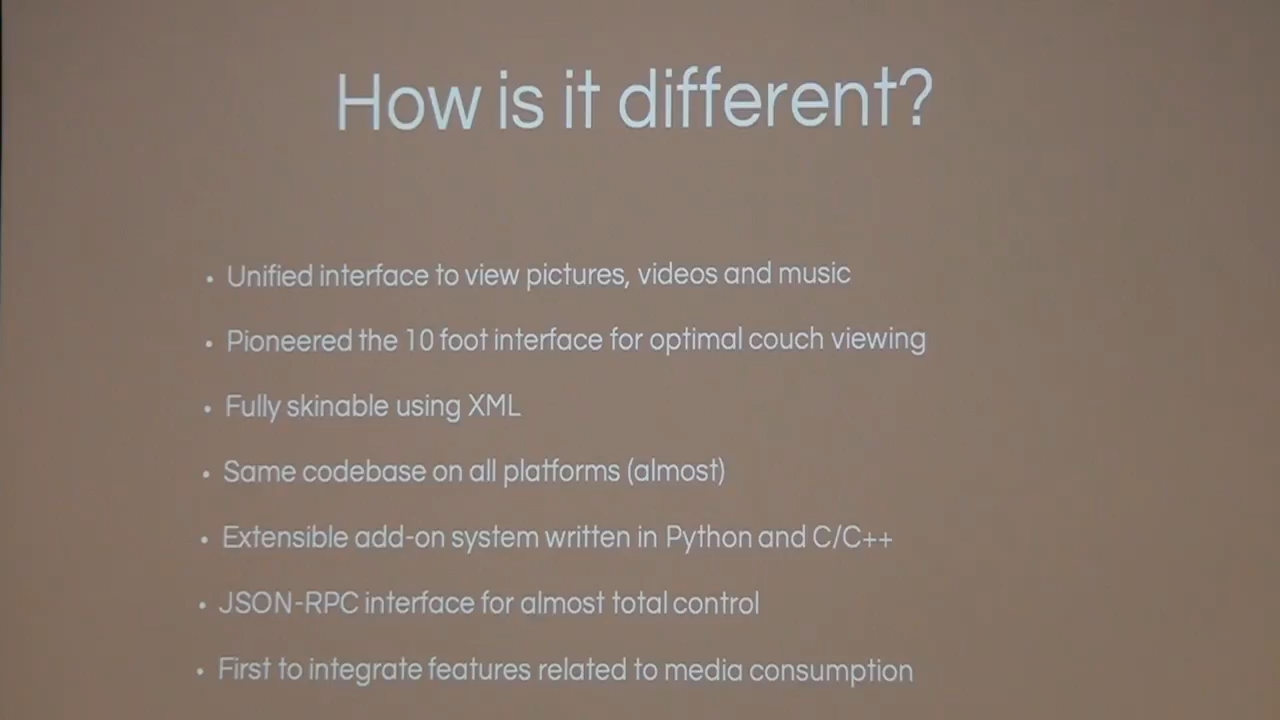 How is it different?
• Unified interface to view pictures, videos and music
• Pioneered the 10 foot interface for optimal couch viewing
• Fully skinable using XML
• Same codebase on all platforms (almost)
• Extensible add-on system written in Python and C/C++
• JSON-RPC interface for almost total control
• First to integrate features related to media consumption